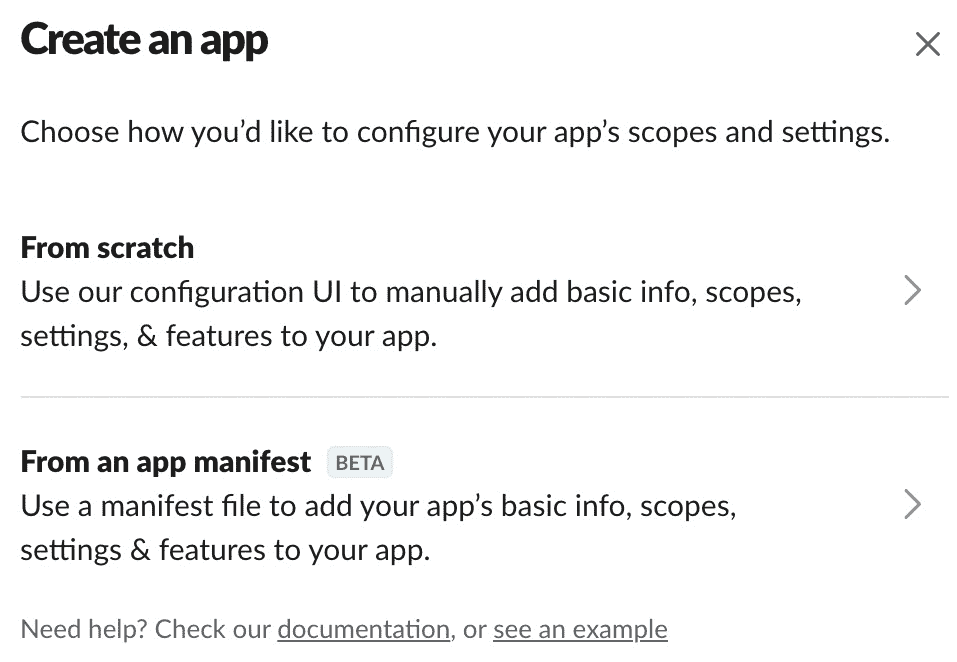 Create an app
Choose how you’d like to configure your app’s scopes and settings.
From scratch
Use our configuration UI to manually add basic info, scopes,
settings, & features to your app.
From an app manifest BETA
Use a manifest file to add your app’s basic info, scopes,
settings & features to your app.
Need help? Check our documentation, or see an example